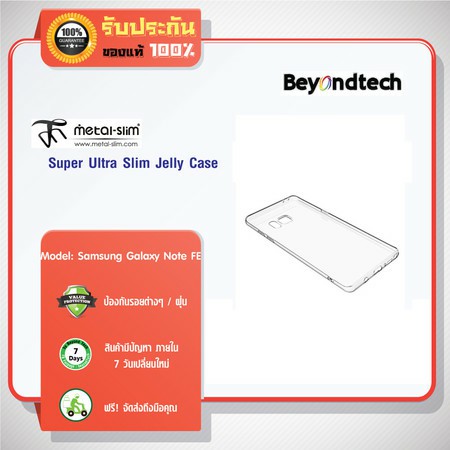 100%
GUARANTEE
รับประกัน
ของแท้ 100%
Beyondtech
metal-slim®
www.metal-slim.com
Super Ultra Slim Jelly Case
Model: Samsung Galaxy Note FE
VALUE
PROTECTION
ป้องกันรอยต่างๆ / ฝุ่น
7
Days
สินค้ามีปัญหา ภายใน
7 วันเปลี่ยนใหม่
ฟรี! จัดส่งถึงมือคุณ